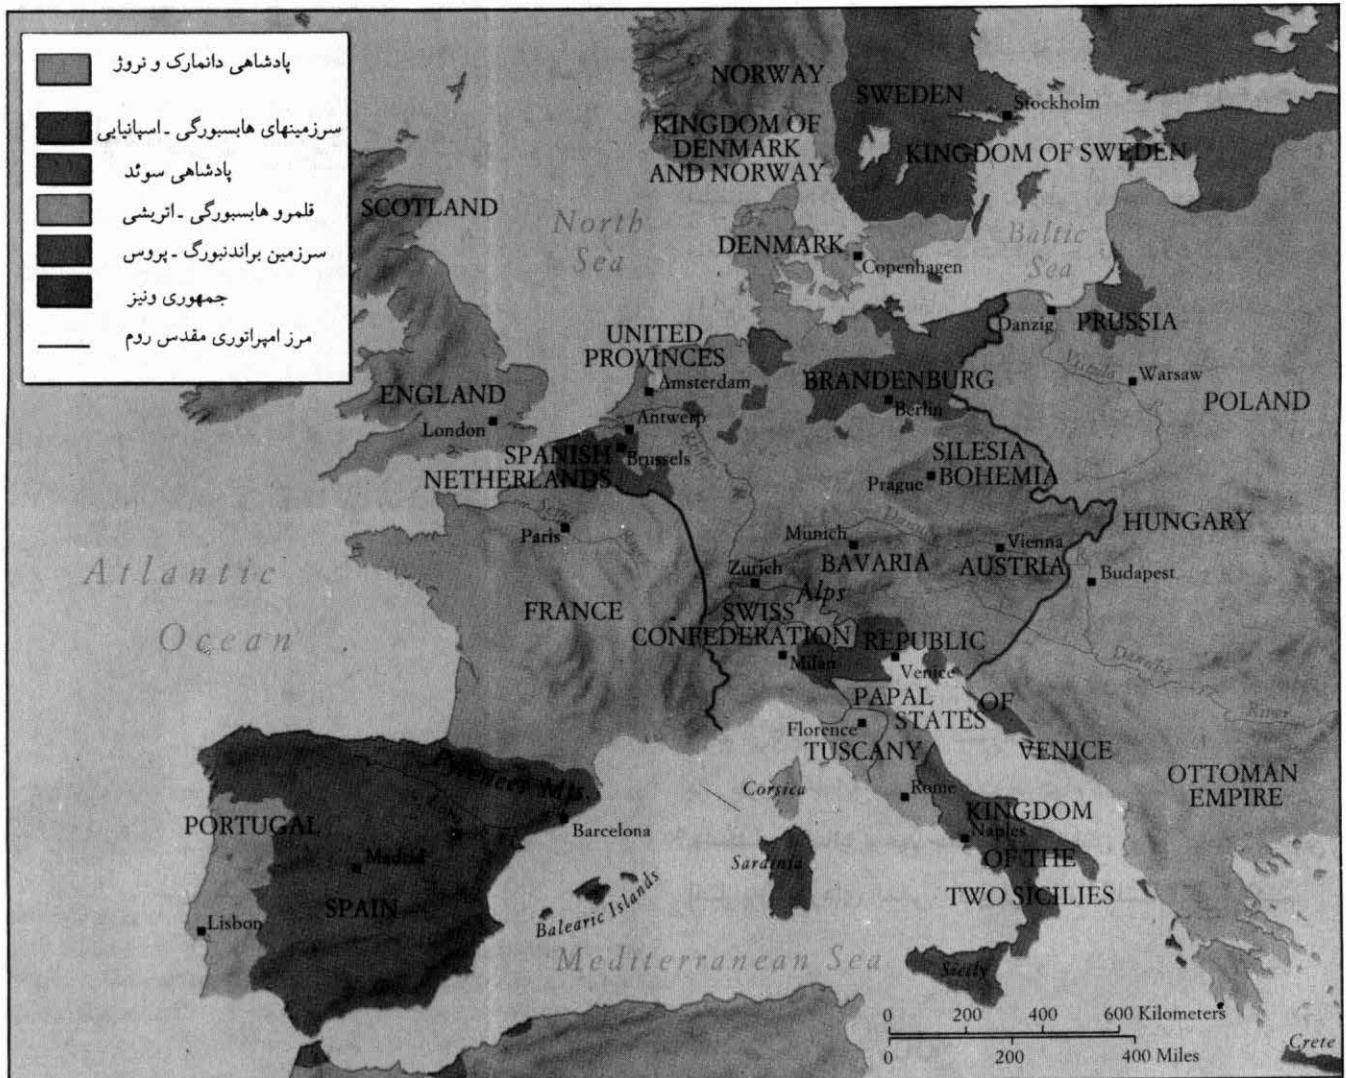 پادشاهی دانمارک و نروژ
سرزمینهای هابسبورگی ـ اسپانیایی
پادشاهی سوئد
قلمرو هابسبورگی ـ اتریشی
سرزمین براندنبورگ ـ پروس
جمهوری ونیز
مرز امپراتوری مقدس روم
NORWAY
SWEDEN
Stockholm
KINGDOM OF
DENMARK
AND NORWAY
KINGDOM OF SWEDEN
SCOTLAND
North
Sea
DENMARK
Copenhagen
Baltic
Sea
Danzig
PRUSSIA
UNITED
PROVINCES
Amsterdam
BRANDENBURG
Berlin
Vistula
Warsaw
POLAND
ENGLAND
London
Antwerp
SPANISH
NETHERLANDS
Brussels
SILESIA
BOHEMIA
Prague
Seine
Paris
Munich
BAVARIA
Vienna
AUSTRIA
HUNGARY
Budapest
Zurich
Alps
Atlantic
Ocean
FRANCE
SWISS
CONFEDERATION
Milan
REPUBLIC
Venice
OF
VENICE
Danube
River
PAPAL
STATES
Florence
TUSCANY
OTTOMAN
EMPIRE
Pyrenees Mts.
Corsica
Rome
PORTUGAL
Barcelona
Madrid
SPAIN
Lisbon
Balearic Islands
Sardinia
KINGDOM
Naples
OF THE
TWO SICILIES
Mediterranean Sea
Sicily
0 200 400 600 Kilometers
0 200 400 Miles
Crete